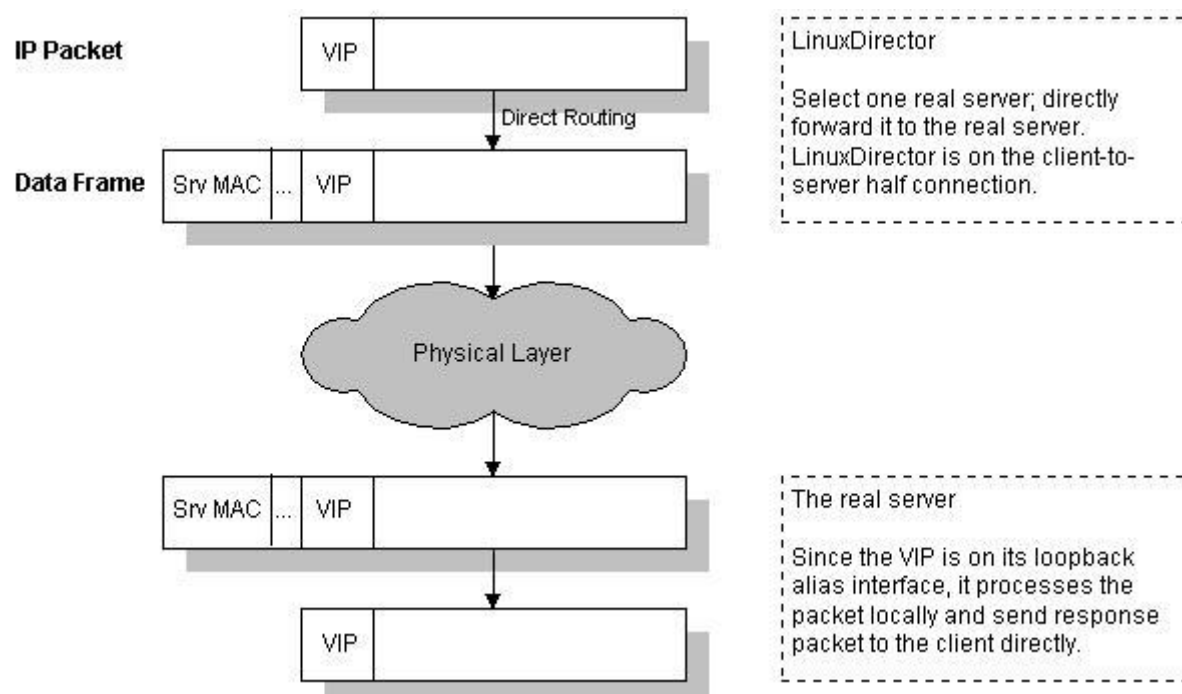 IP Packet
VIP
Direct Routing
Data Frame
Srv MAC ... VIP
Physical Layer
Srv MAC ... VIP
VIP
LinuxDirector
Select one real server; directly
forward it to the real server.
LinuxDirector is on the client-to-
server half connection.
The real server
Since the VIP is on its loopback
alias interface, it processes the
packet locally and send response
packet to the client directly.